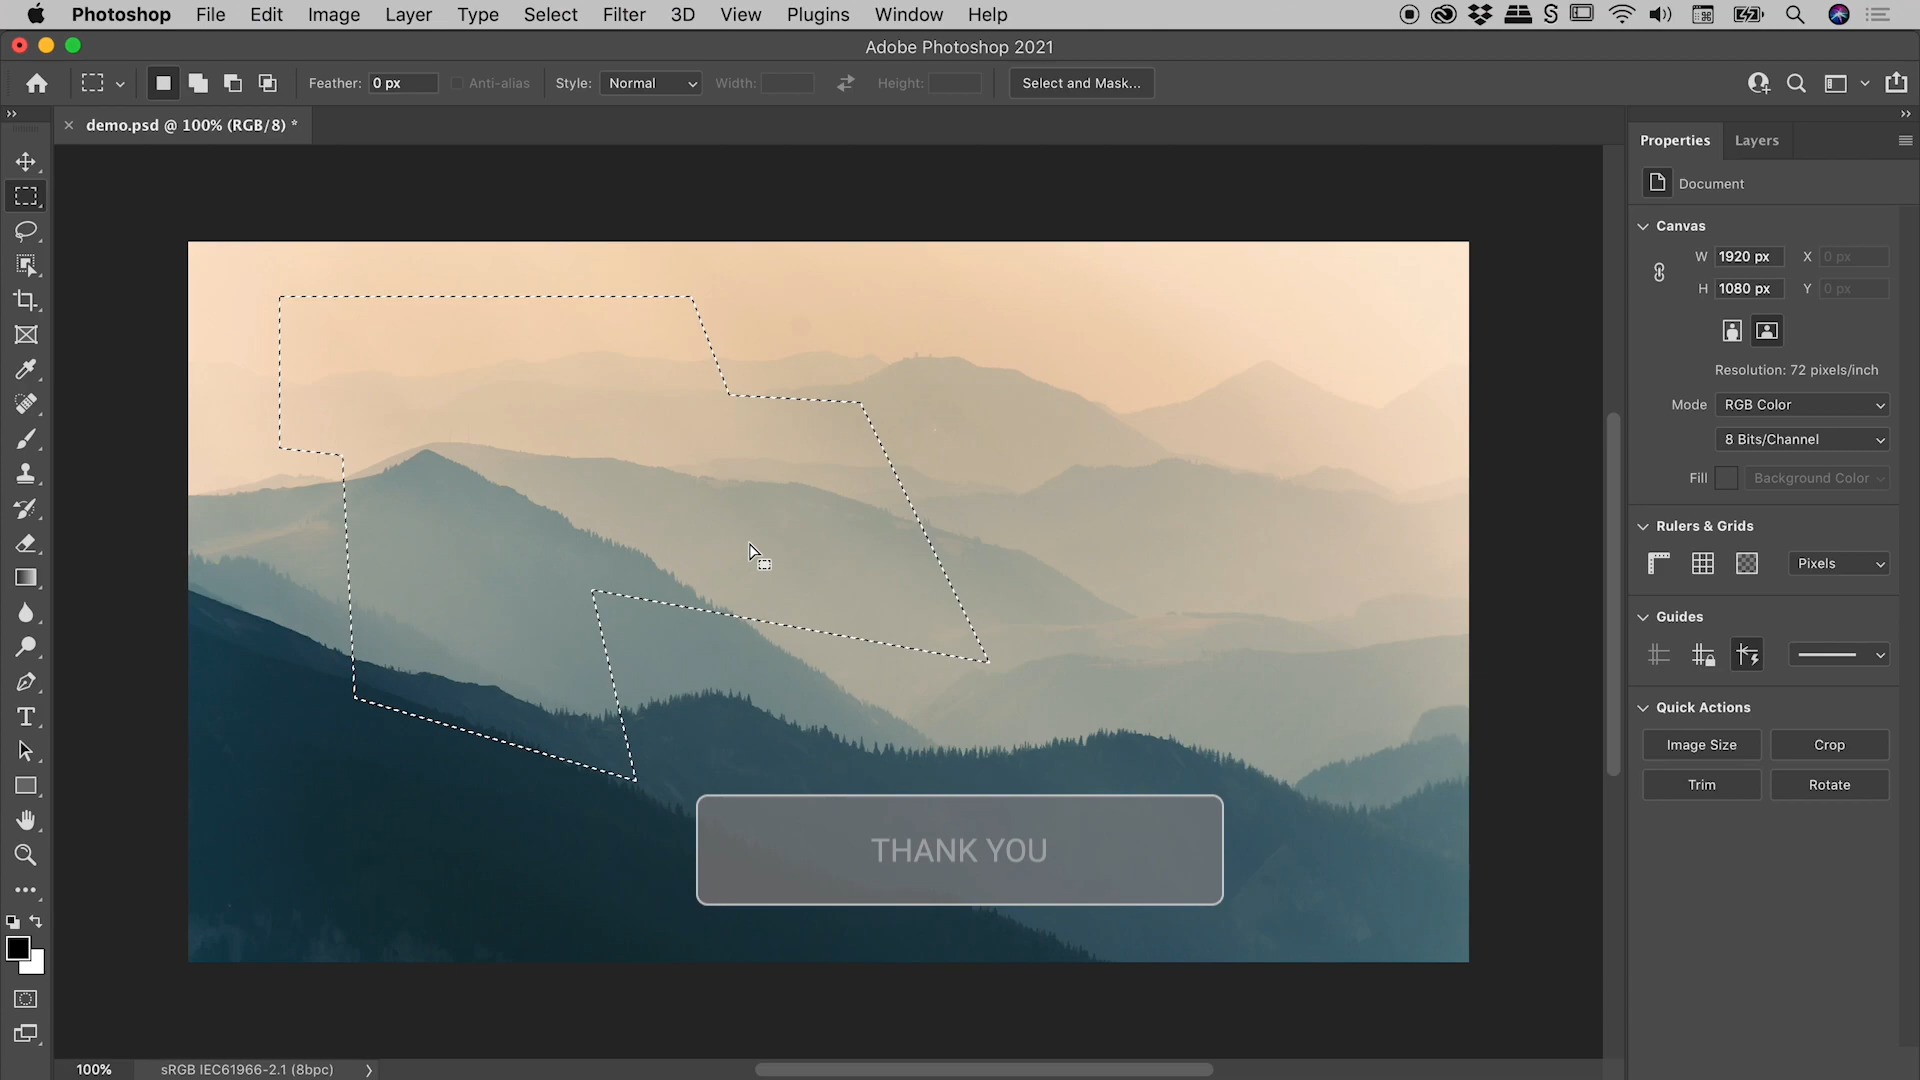 Photoshop File Edit Image Layer Type Select Filter 3D View Plugins Window Help
Adobe Photoshop 2021
Feather: 0 px Anti-alias Style: Normal Width: Height: Select and Mask...
demo.psd @ 100% (RGB/8) *
Properties Layers
Document
Canvas
W 1920 px X 0 px
H 1080 px Y 0 px
Resolution: 72 pixels/inch
Mode RGB Color
8 Bits/Channel
Fill Background Color
Rulers & Grids
Pixels
Guides
Quick Actions
Image Size Crop
Trim Rotate
THANK YOU
100% sRGB IEC61966-2.1 (8bpc)